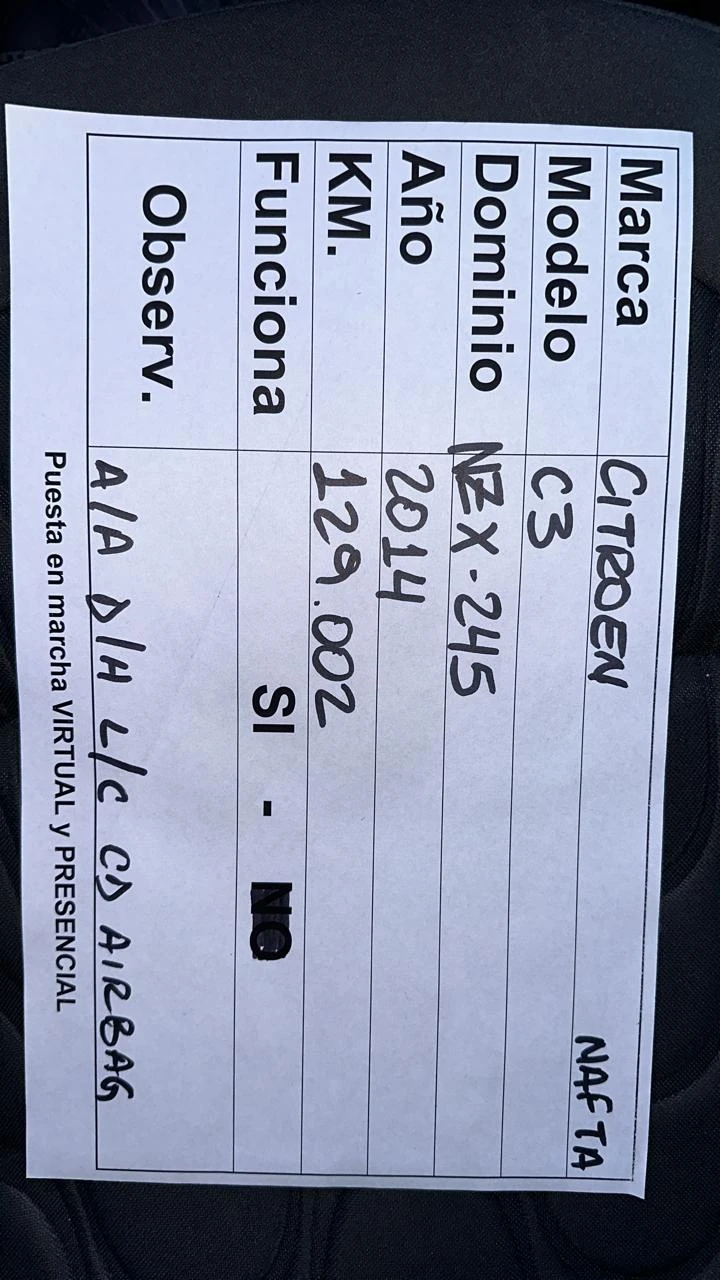 Marca CITROEN
Modelo C3 NAFTA
Dominio NZX-245
Año 2014
KM. 129.002
Funciona SI - NO
Observ. A/A D/H L/C CD AIRBAG
Puesta en marcha VIRTUAL y PRESENCIAL